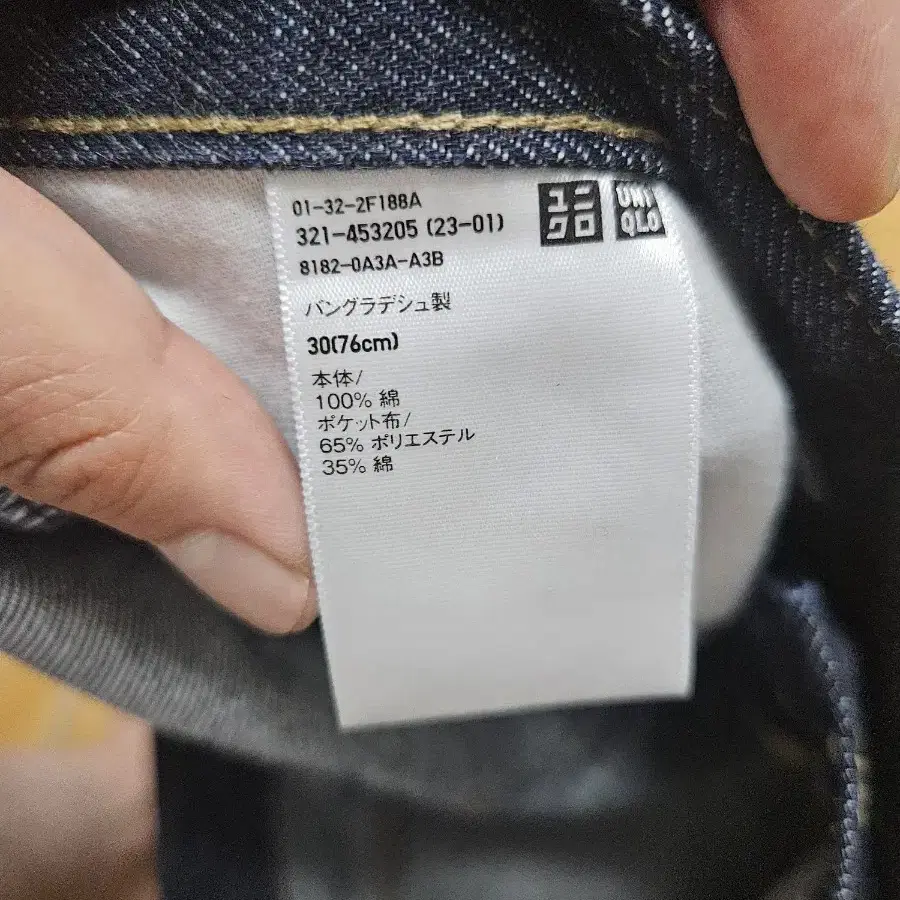 01-32-2F188A
321-453205 (23-01)
8182-0A3A-A3B
ユニクロ
UNIQLO
バングラデシュ製
30(76cm)
本体/
100% 綿
ポケット布/
65% ポリエステル
35% 綿